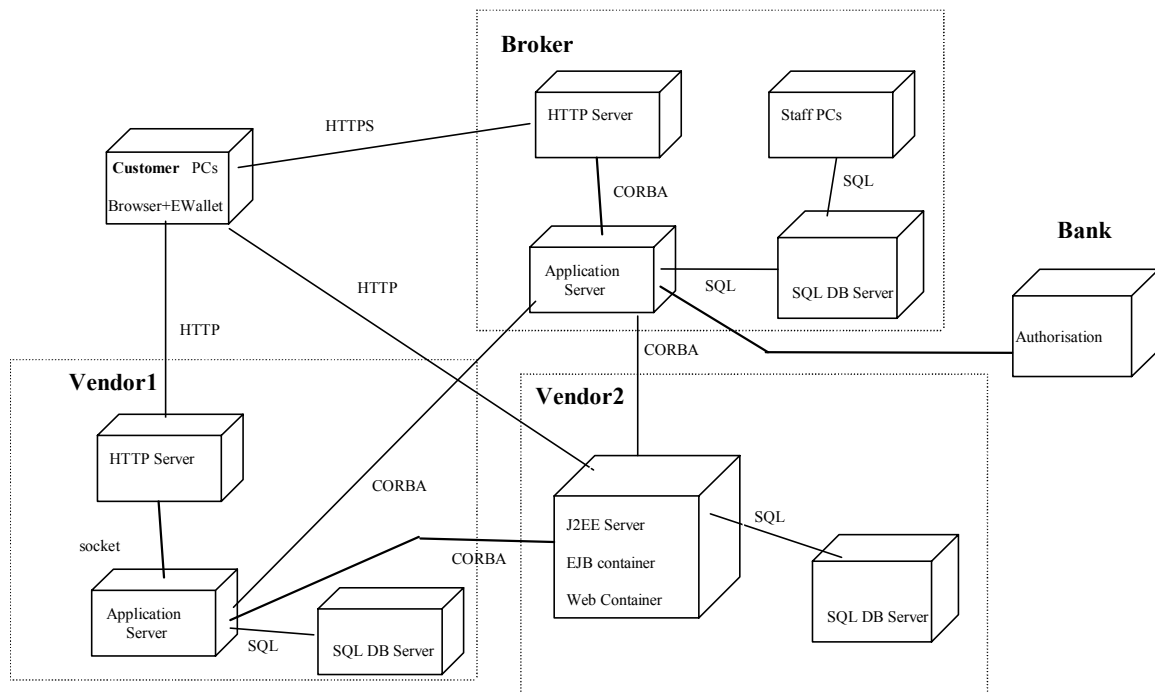 Broker
HTTP Server
Staff PCs
HTTPS
Customer PCs
Browser+EWallet
CORBA
SQL
Bank
Application
Server
SQL
SQL DB Server
Authorisation
HTTP
HTTP
CORBA
Vendor1
Vendor2
HTTP Server
CORBA
J2EE Server
EJB container
Web Container
SQL
socket
CORBA
Application
Server
SQL
SQL DB Server
SQL DB Server